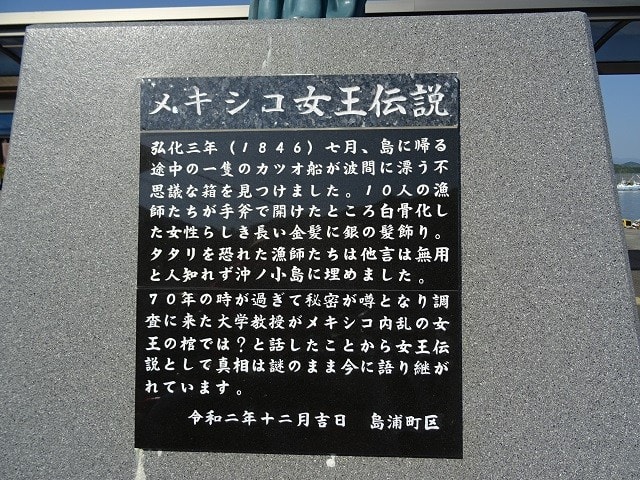 メキシコ女王伝説
弘化三年（1846）七月、島に帰る
途中の一隻のカツオ船が波間に漂う不
思議な箱を見つけました。10人の漁
師たちが手斧で開けたところ白骨化し
た女性らしき長い金髪に銀の髪飾り。
タタリを恐れた漁師たちは他言は無用
と人知れず沖ノ小島に埋めました。
70年の時が過ぎて秘密が噂となり調
査に来た大学教授がメキシコ内乱の女
王の棺では？と話したことから女王伝
説として真相は謎のまま今に語り継が
れています。
令和二年十二月吉日　島浦町区